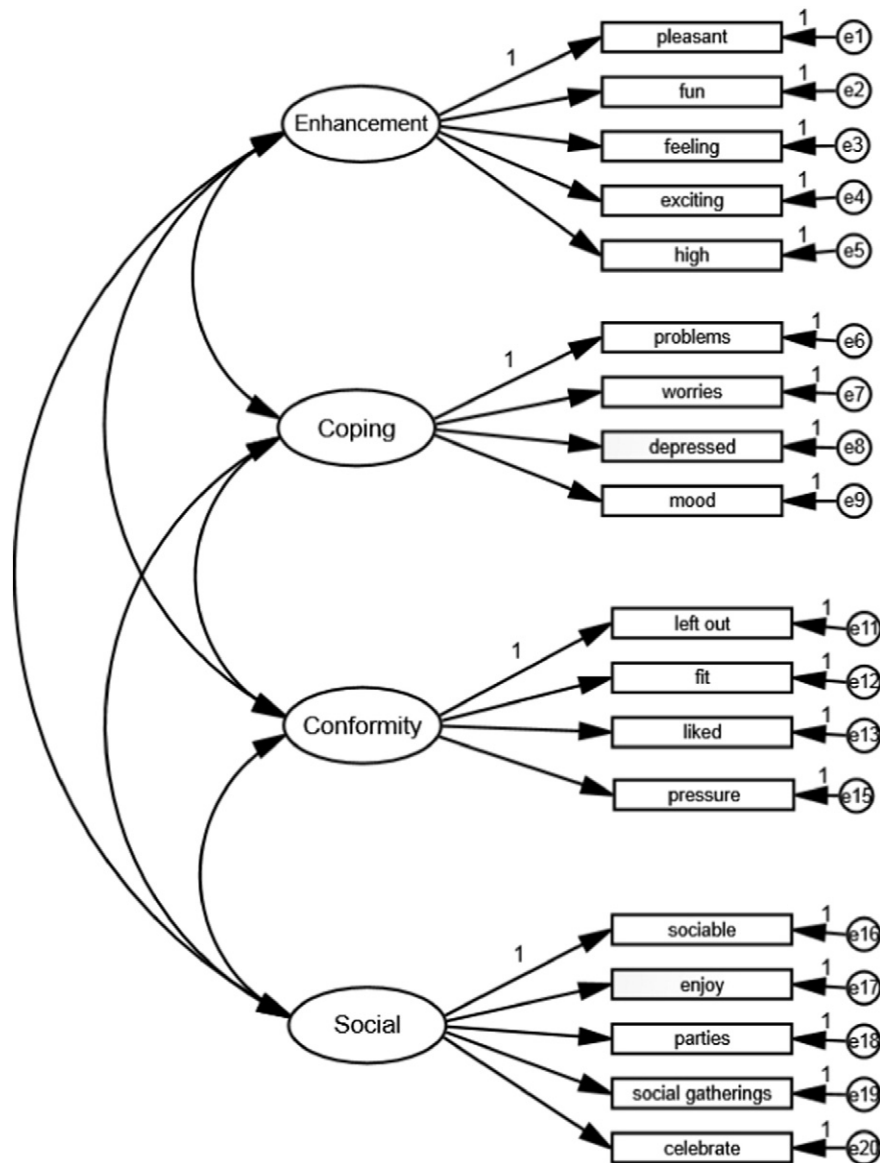 1
pleasant
1
e1
fun
1
e2
Enhancement
feeling
1
e3
exciting
1
e4
high
1
e5
1
problems
1
e6
worries
1
e7
Coping
depressed
1
e8
mood
1
e9
1
left out
1
e11
fit
1
e12
Conformity
liked
1
e13
pressure
1
e15
1
sociable
1
e16
enjoy
1
e17
Social
parties
1
e18
social gatherings
1
e19
celebrate
1
e20